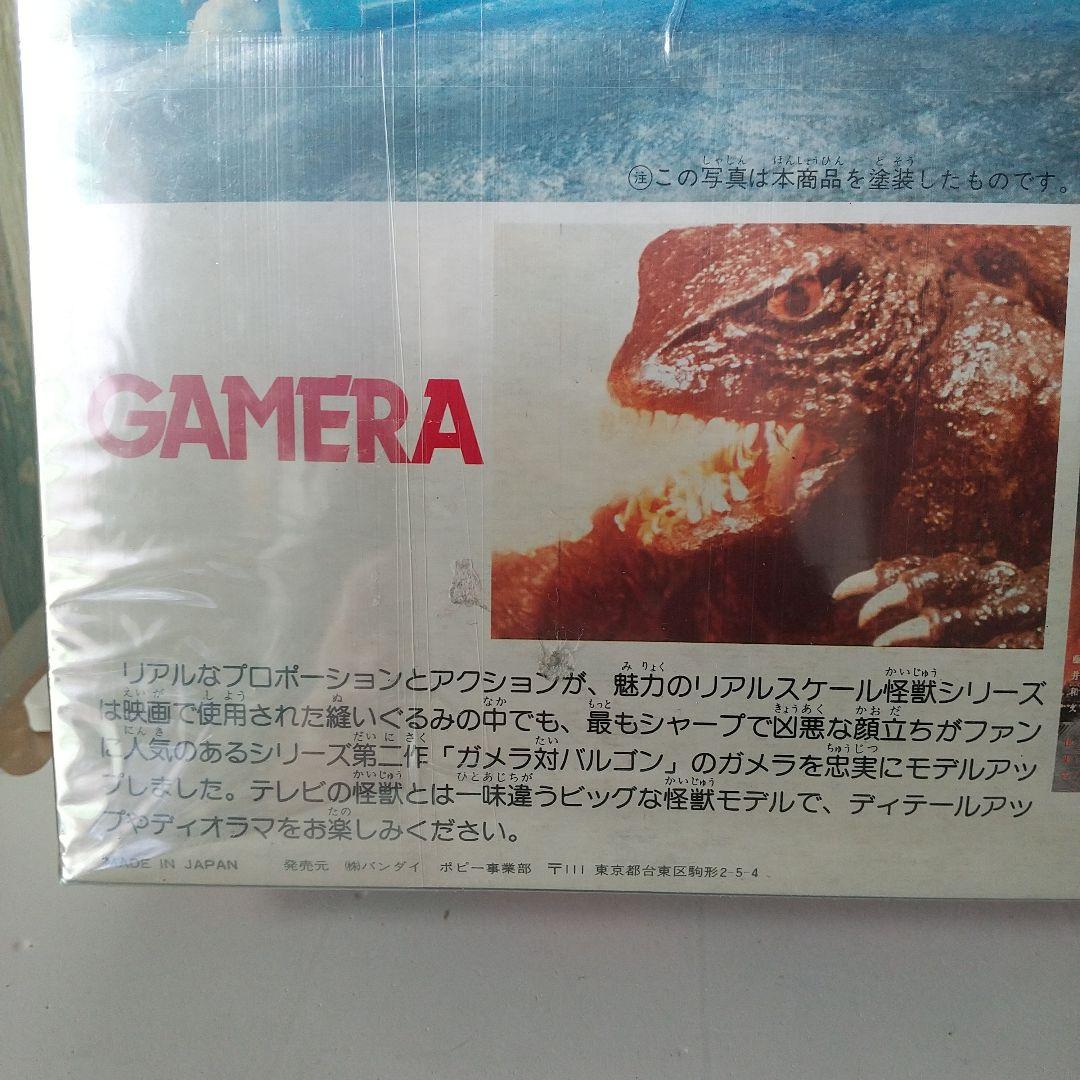 ㊟この写真は本商品を塗装したものです。
GAMERA
リアルなプロポーションとアクションが、魅力のリアルスケール怪獣シリーズ
は映画で使用された縫いぐるみの中でも、最もシャープで凶悪な顔立ちがファン
に人気のあるシリーズ第二作「ガメラ対バルゴン」のガメラを忠実にモデルアッ
プしました。テレビの怪獣とは一味違うビッグな怪獣モデルで、ディテールアッ
プやディオラマをお楽しみください。
MADE IN JAPAN 発売元 ㈱バンダイ ポピー事業部 〒111 東京都台東区駒形2-5-4